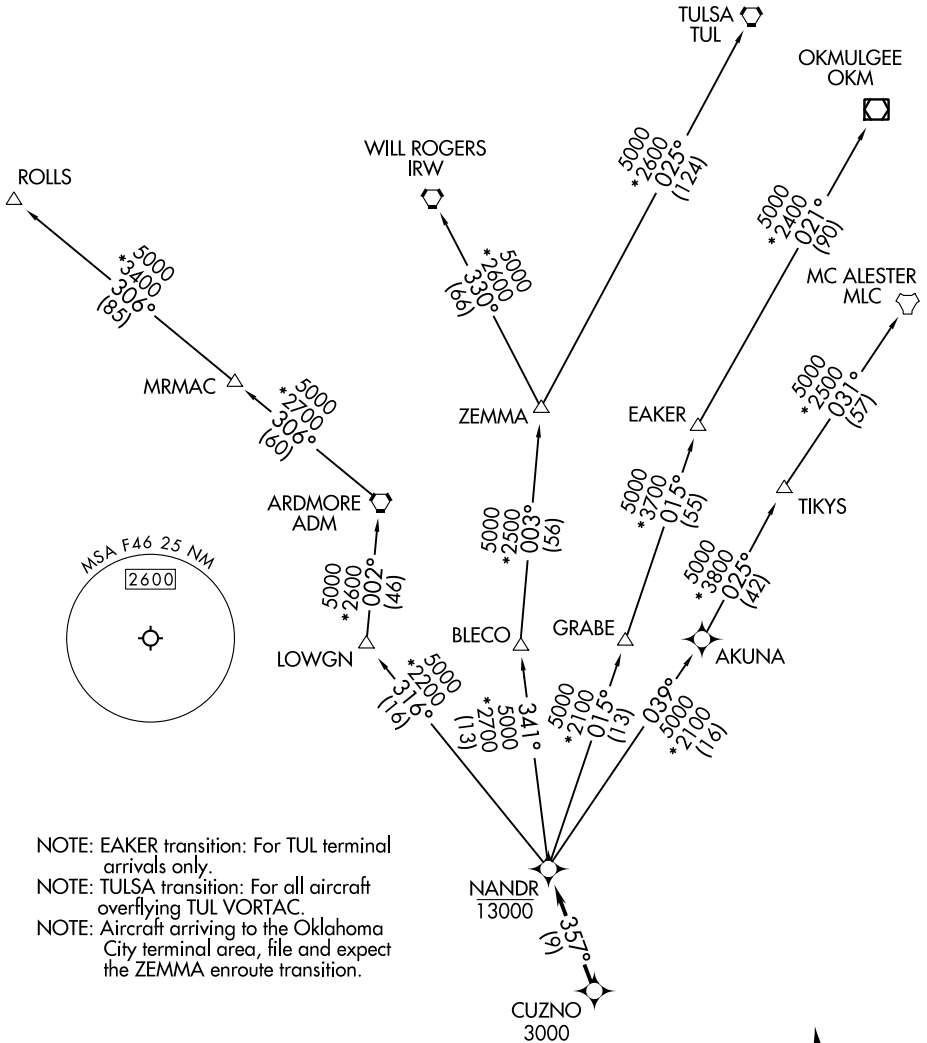 TULSA
TUL
OKMULGEE
OKM
WILL ROGERS
IRW
5000
*2600
025°
(124)
ROLLS
5000
*2400
021°
(90)
5000
*3400
306°
(85)
5000
*2600
330°
(66)
MC ALESTER
MLC
MRMAC
5000
*2700
306°
(60)
ZEMMA
EAKER
5000
*2500
031°
(57)
ARDMORE
ADM
5000
*2500
003°
(56)
5000
*3700
015°
(55)
TIKYS
MSA F46 25 NM
2600
5000
*2600
002°
(46)
5000
*3800
025°
(42)
LOWGN
BLECO
GRABE
AKUNA
5000
*2200
316°
(16)
341°
5000
*2700
(13)
5000
*2100
015°
(13)
039°
5000
*2100
(16)
NOTE: EAKER transition: For TUL terminal
arrivals only.
NOTE: TULSA transition: For all aircraft
overflying TUL VORTAC.
NOTE: Aircraft arriving to the Oklahoma
City terminal area, file and expect
the ZEMMA enroute transition.
NANDR
13000
357°
(9)
CUZNO
3000